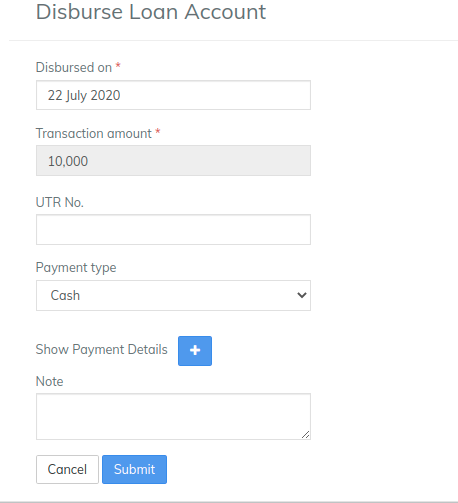 Disburse Loan Account
Disbursed on *
22 July 2020
Transaction amount *
10,000
UTR No.
Payment type
Cash
Show Payment Details +
Note
Cancel Submit